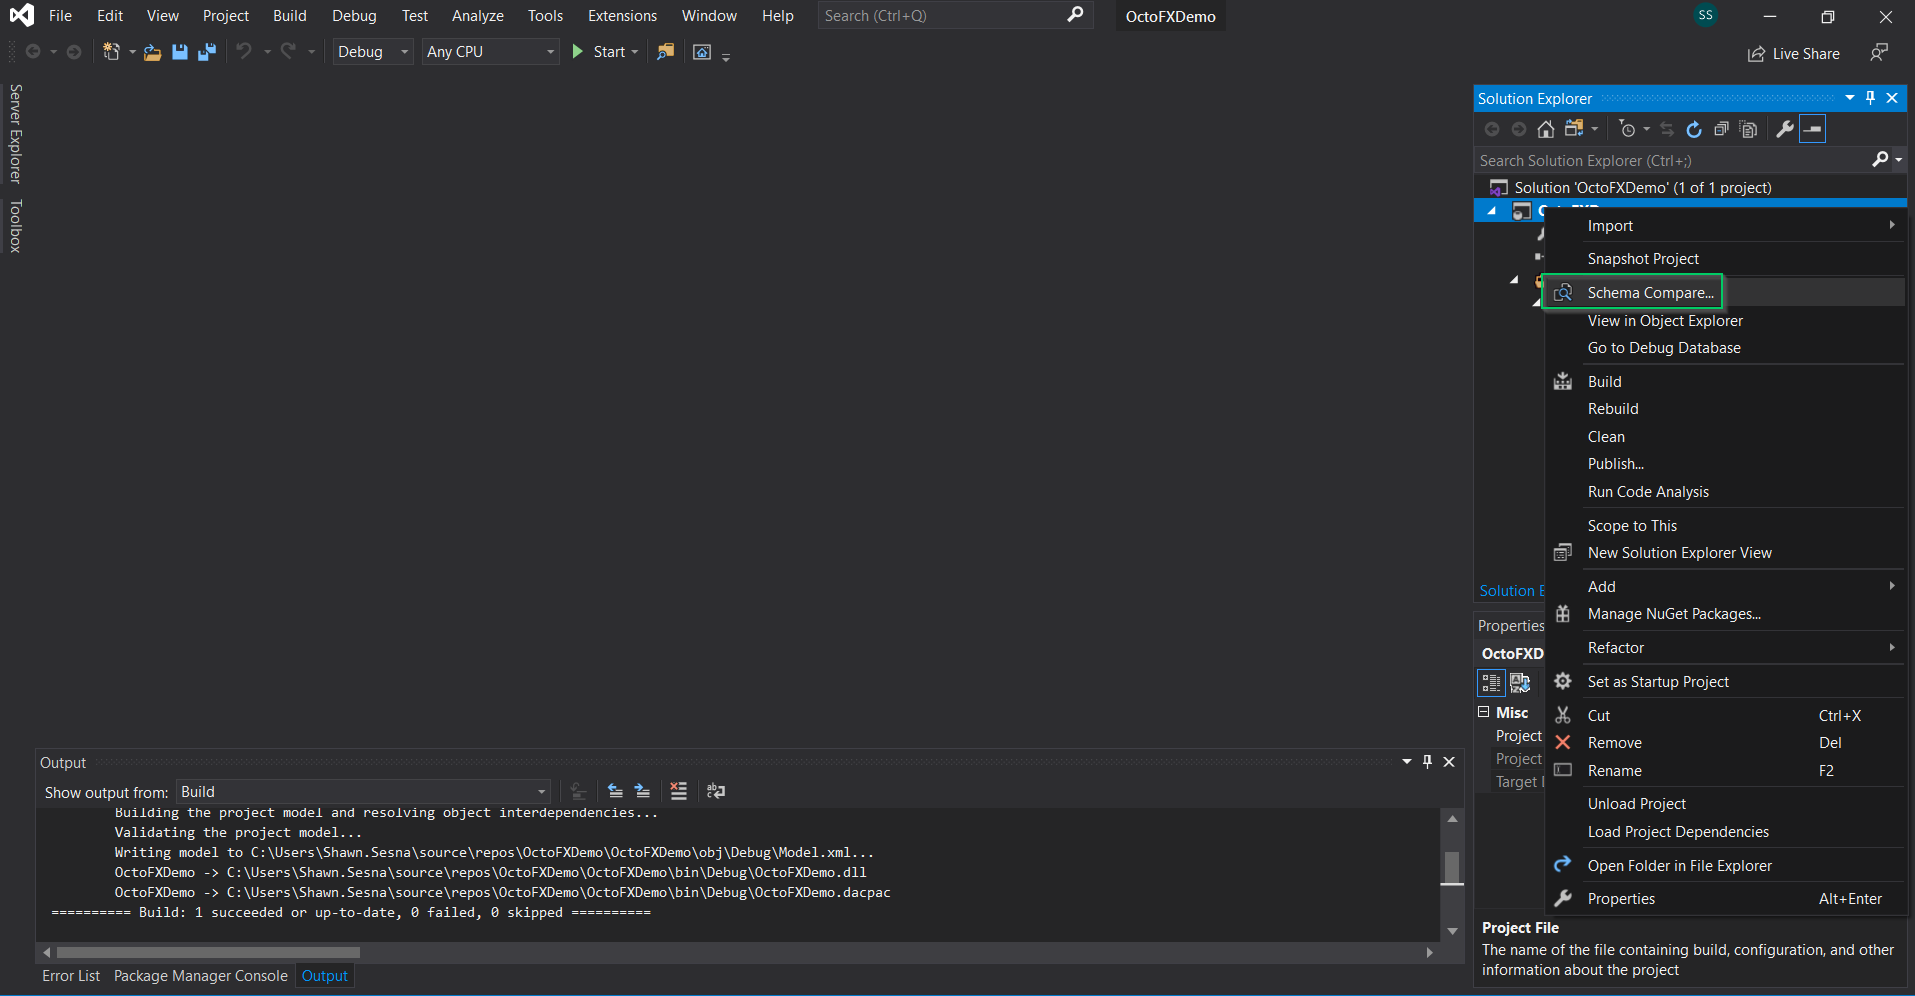 File Edit View Project Build Debug Test Analyze Tools Extensions Window Help Search (Ctrl+Q) OctoFXDemo SS
Debug Any CPU Start Live Share
Server Explorer
Toolbox
Solution Explorer
Search Solution Explorer (Ctrl+;)
Solution 'OctoFXDemo' (1 of 1 project)
Import
Snapshot Project
Schema Compare...
View in Object Explorer
Go to Debug Database
Build
Rebuild
Clean
Publish...
Run Code Analysis
Scope to This
New Solution Explorer View
Add
Manage NuGet Packages...
Refactor
Set as Startup Project
Cut Ctrl+X
Remove Del
Rename F2
Unload Project
Load Project Dependencies
Open Folder in File Explorer
Properties Alt+Enter
Solution E
Properties
OctoFXD
Misc
Project
Project
Target
Project File
The name of the file containing build, configuration, and other
information about the project
Output
Show output from: Build
Building the project model and resolving object interdependencies...
Validating the project model...
Writing model to C:\Users\Shawn.Sesna\source\repos\OctoFXDemo\OctoFXDemo\obj\Debug\Model.xml...
OctoFXDemo -> C:\Users\Shawn.Sesna\source\repos\OctoFXDemo\OctoFXDemo\bin\Debug\OctoFXDemo.dll
OctoFXDemo -> C:\Users\Shawn.Sesna\source\repos\OctoFXDemo\OctoFXDemo\bin\Debug\OctoFXDemo.dacpac
========== Build: 1 succeeded or up-to-date, 0 failed, 0 skipped ==========
Error List Package Manager Console Output